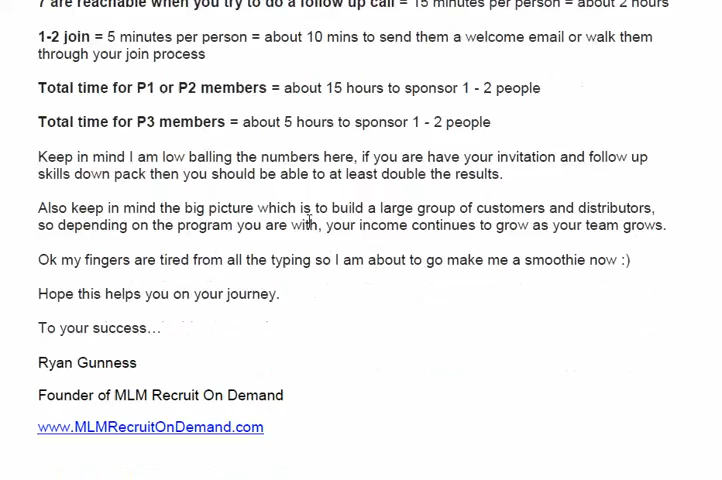 7 are reachable when you try to do a follow up call = 15 minutes per person = about 2 hours
1-2 join = 5 minutes per person = about 10 mins to send them a welcome email or walk them
through your join process
Total time for P1 or P2 members = about 15 hours to sponsor 1 - 2 people
Total time for P3 members = about 5 hours to sponsor 1 - 2 people
Keep in mind I am low balling the numbers here, if you are have your invitation and follow up
skills down pack then you should be able to at least double the results.
Also keep in mind the big picture which is to build a large group of customers and distributors,
so depending on the program you are with, your income continues to grow as your team grows.
Ok my fingers are tired from all the typing so I am about to go make me a smoothie now :)
Hope this helps you on your journey.
To your success…
Ryan Gunness
Founder of MLM Recruit On Demand
www.MLMRecruitOnDemand.com